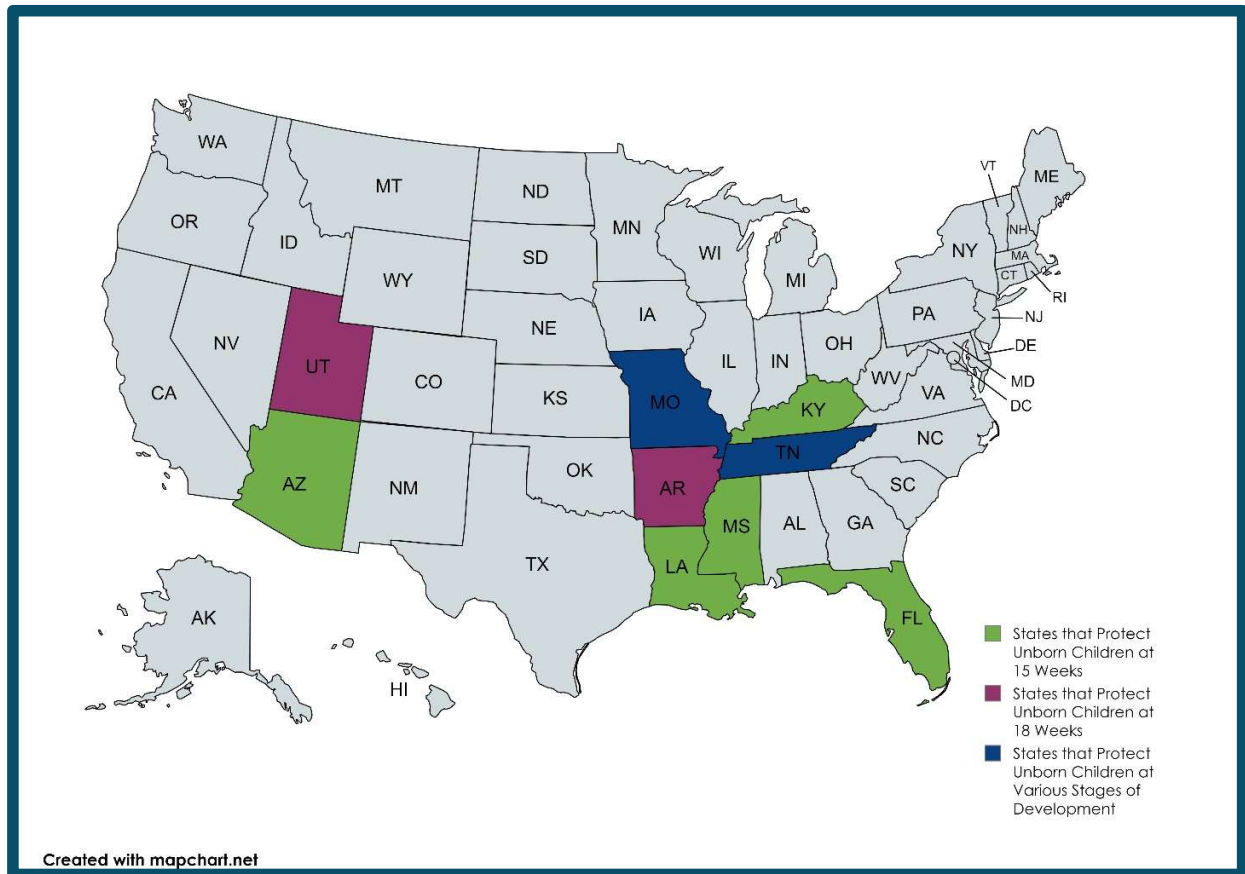 WA
MT
ND
MN
VT
ME
OR
ID
SD
WI
NH
NY
MA
WY
MI
CT
RI
IA
PA
NE
NJ
NV
OH
DE
UT
IL
IN
CO
WV
MD
CA
KS
MO
VA
KY
DC
NC
TN
AZ
OK
NM
AR
SC
MS
AL
GA
TX
LA
AK
FL
HI
States that Protect
Unborn Children at
15 Weeks
States that Protect
Unborn Children at
18 Weeks
States that Protect
Unborn Children at
Various Stages of
Development
Created with mapchart.net